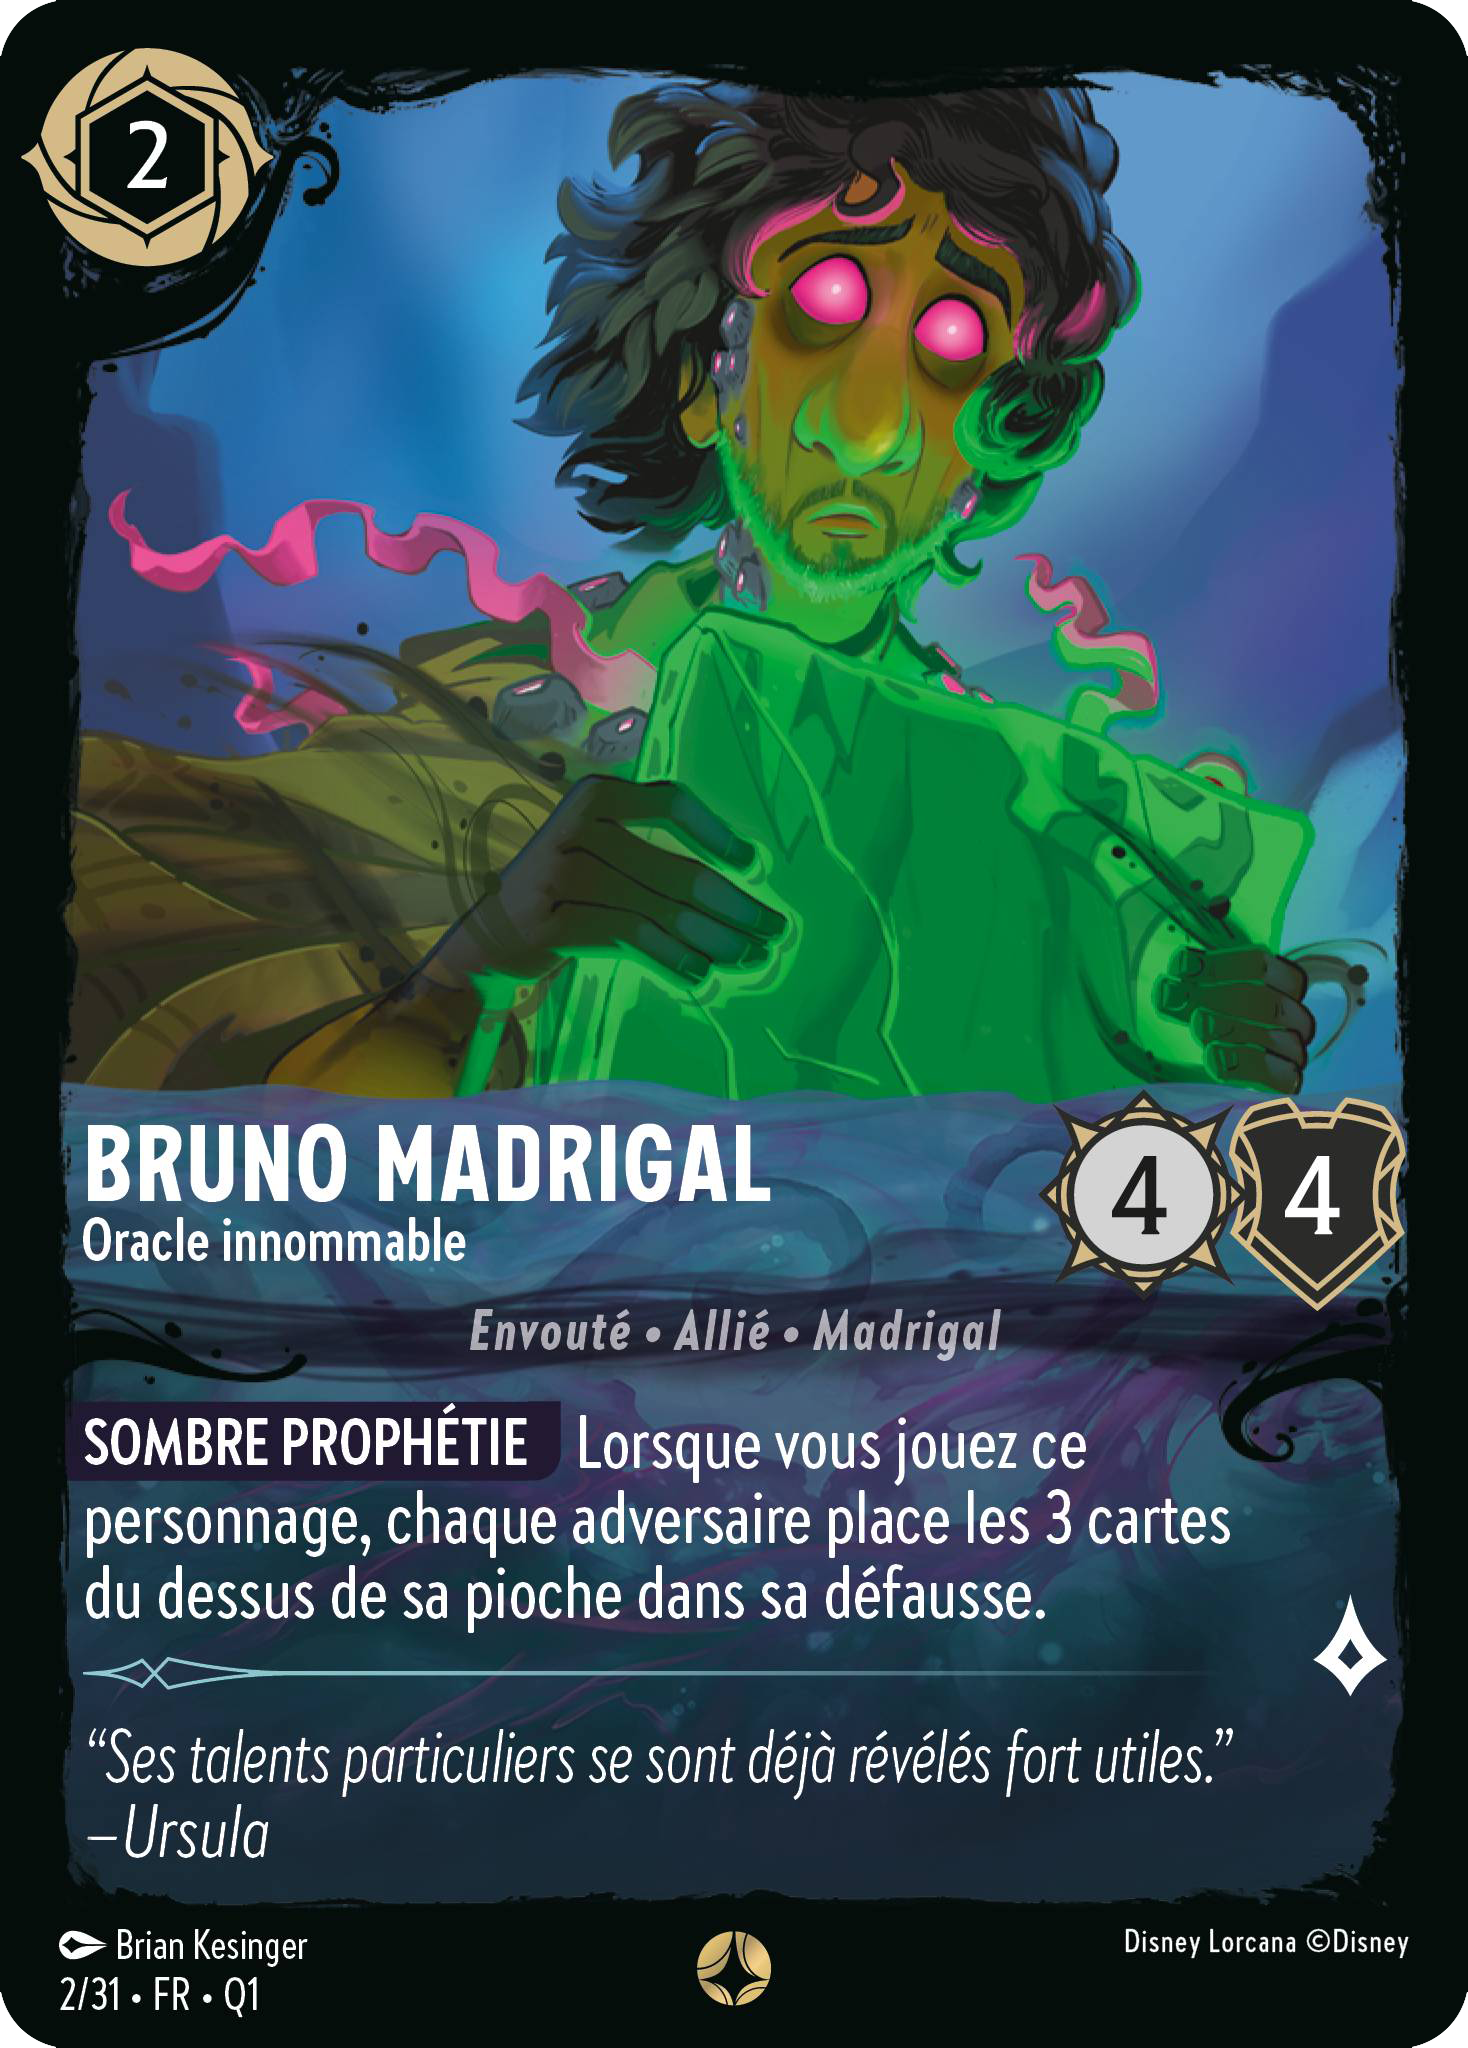 2
BRUNO MADRIGAL
Oracle innommable
4
4
Envouté • Allié • Madrigal
SOMBRE PROPHÉTIE Lorsque vous jouez ce
personnage, chaque adversaire place les 3 cartes
du dessus de sa pioche dans sa défausse.
“Ses talents particuliers se sont déjà révélés fort utiles.”
–Ursula
Brian Kesinger
Disney Lorcana ©Disney
2/31 • FR • Q1